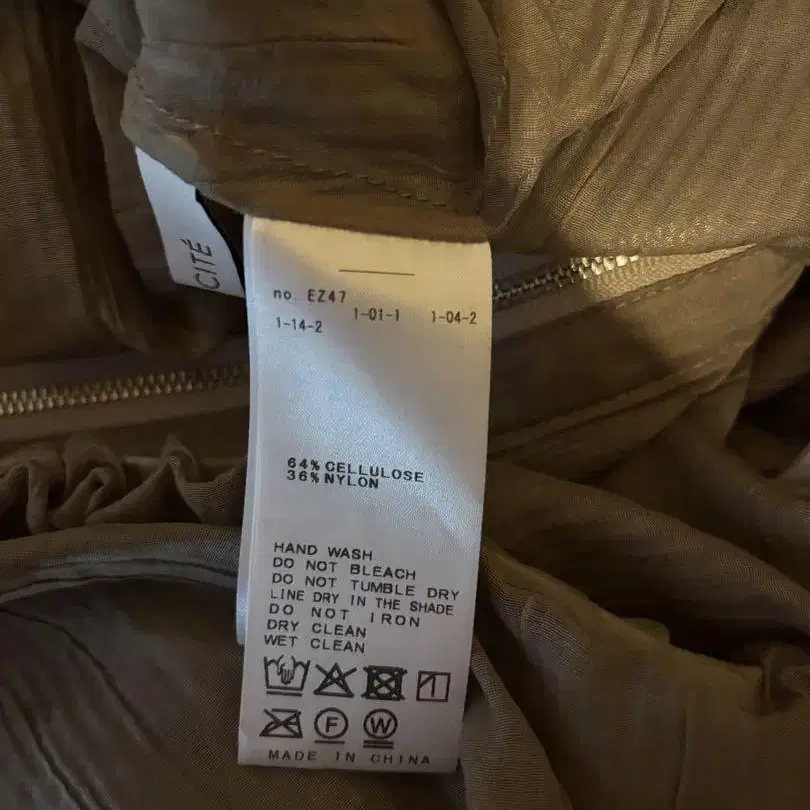 CITÉ
no. EZ47
1-14-2 1-01-1 1-04-2
64% CELLULOSE
36% NYLON
HAND WASH
DO NOT BLEACH
DO NOT TUMBLE DRY
LINE DRY IN THE SHADE
DO NOT IRON
DRY CLEAN
WET CLEAN
F W
MADE IN CHINA